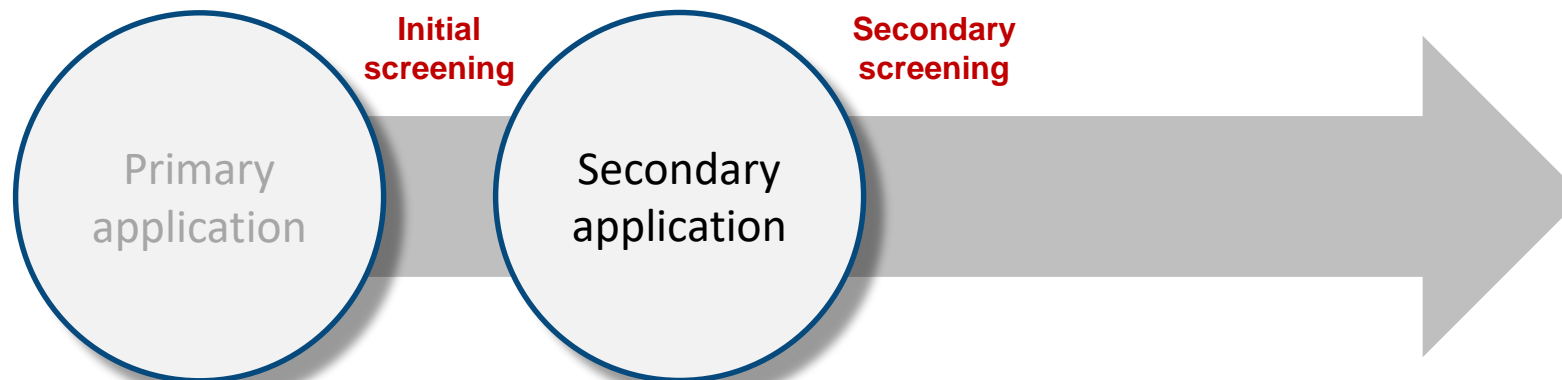 Primary
application
Initial
screening
Secondary
application
Secondary
screening